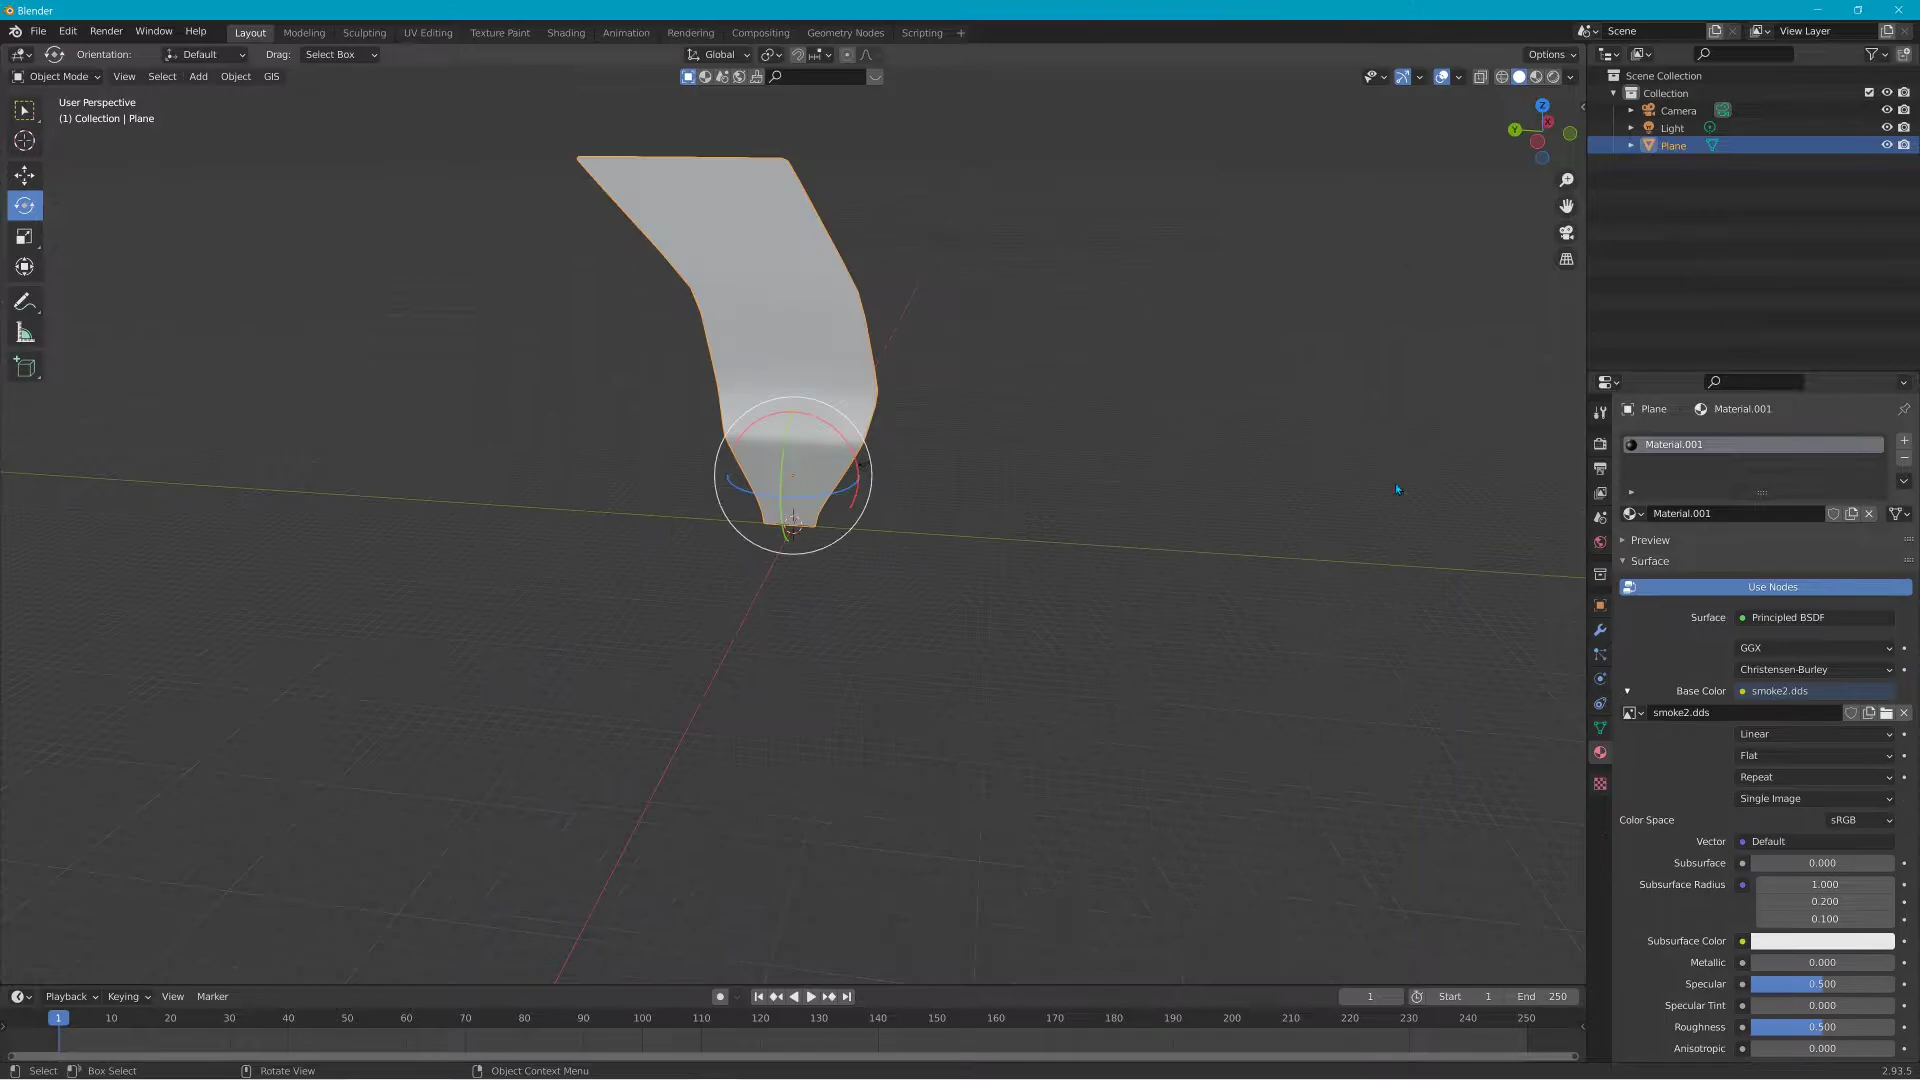 Blender
File Edit Render Window Help Layout Modeling Sculpting UV Editing Texture Paint Shading Animation Rendering Compositing Geometry Nodes Scripting + Scene View Layer
Orientation: Default Drag: Select Box Global Options
Object Mode View Select Add Object GIS
User Perspective
(1) Collection | Plane
Z
Y
X
Scene Collection
Collection
Camera
Light
Plane
Plane Material.001
Material.001
Material.001
Preview
Surface
Use Nodes
Surface Principled BSDF
GGX
Christensen-Burley
Base Color smoke2.dds
smoke2.dds
Linear
Flat
Repeat
Single Image
Color Space sRGB
Vector Default
Subsurface 0.000
Subsurface Radius 1.000
0.200
0.100
Subsurface Color
Metallic 0.000
Specular 0.500
Specular Tint 0.000
Roughness 0.500
Anisotropic 0.000
Playback Keying View Marker 1 Start 1 End 250
1 10 20 30 40 50 60 70 80 90 100 110 120 130 140 150 160 170 180 190 200 210 220 230 240 250
Select Box Select Rotate View Object Context Menu 2.93.5